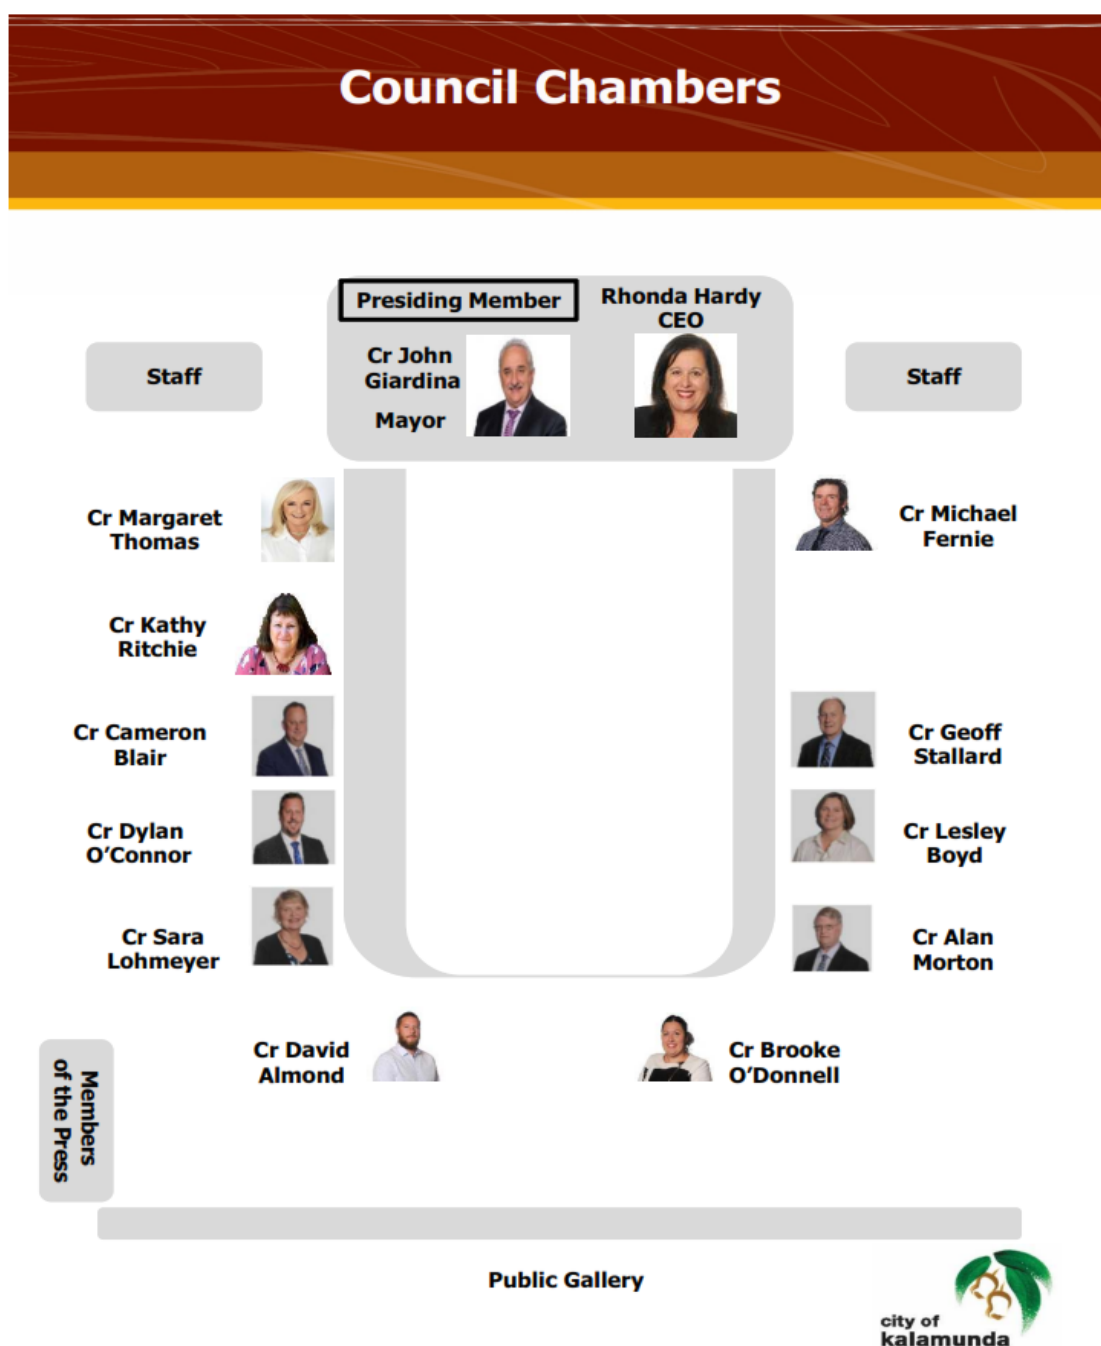 Council Chambers
Presiding Member
Rhonda Hardy
CEO
Cr John
Giardina
Mayor
Staff
Staff
Cr Margaret
Thomas
Cr Michael
Fernie
Cr Kathy
Ritchie
Cr Cameron
Blair
Cr Geoff
Stallard
Cr Dylan
O’Connor
Cr Lesley
Boyd
Cr Sara
Lohmeyer
Cr Alan
Morton
Cr David
Almond
Cr Brooke
O’Donnell
Members
of the Press
Public Gallery
city of
kalamunda